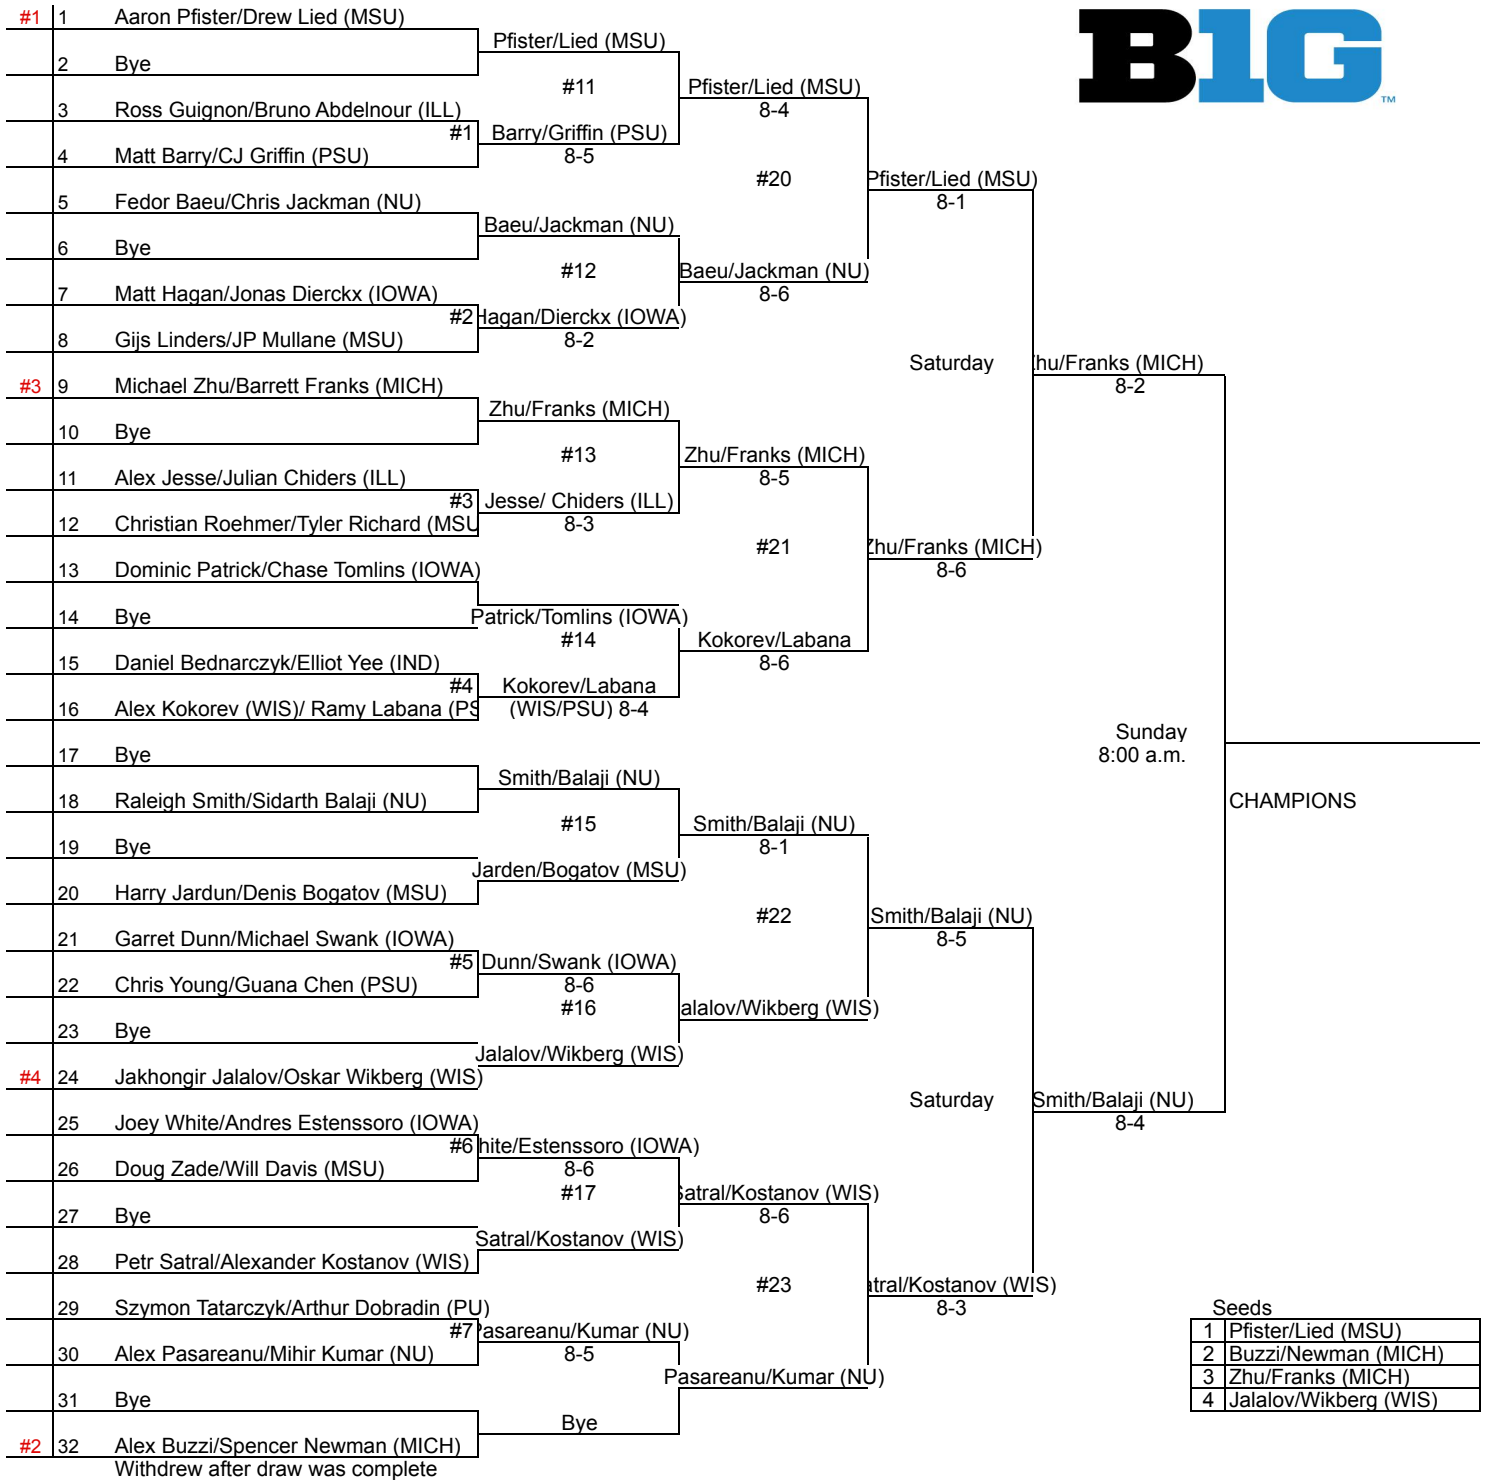 B1G
TM
#1 1 Aaron Pfister/Drew Lied (MSU)
Pfister/Lied (MSU)
2 Bye
#11 Pfister/Lied (MSU)
8-4
3 Ross Guignon/Bruno Abdelnour (ILL)
#1 Barry/Griffin (PSU)
8-5
4 Matt Barry/CJ Griffin (PSU)
#20 Pfister/Lied (MSU)
8-1
5 Fedor Baeu/Chris Jackman (NU)
Baeu/Jackman (NU)
6 Bye
#12 Baeu/Jackman (NU)
8-6
7 Matt Hagan/Jonas Dierckx (IOWA)
#2 Hagan/Dierckx (IOWA)
8-2
8 Gijs Linders/JP Mullane (MSU)
Saturday Zhu/Franks (MICH)
8-2
#3 9 Michael Zhu/Barrett Franks (MICH)
Zhu/Franks (MICH)
10 Bye
#13 Zhu/Franks (MICH)
8-5
11 Alex Jesse/Julian Chiders (ILL)
#3 Jesse/ Chiders (ILL)
8-3
12 Christian Roehmer/Tyler Richard (MSU
#21 Zhu/Franks (MICH)
8-6
13 Dominic Patrick/Chase Tomlins (IOWA)
14 Bye
Patrick/Tomlins (IOWA)
#14 Kokorev/Labana
8-6
15 Daniel Bednarczyk/Elliot Yee (IND)
#4 Kokorev/Labana
16 Alex Kokorev (WIS)/ Ramy Labana (PS
(WIS/PSU) 8-4
Sunday
8:00 a.m.
17 Bye
Smith/Balaji (NU)
18 Raleigh Smith/Sidarth Balaji (NU)
CHAMPIONS
#15 Smith/Balaji (NU)
8-1
19 Bye
Jarden/Bogatov (MSU)
20 Harry Jardun/Denis Bogatov (MSU)
#22 Smith/Balaji (NU)
8-5
21 Garret Dunn/Michael Swank (IOWA)
#5 Dunn/Swank (IOWA)
8-6
22 Chris Young/Guana Chen (PSU)
#16 alalov/Wikberg (WIS)
23 Bye
Jalalov/Wikberg (WIS)
#4 24 Jakhongir Jalalov/Oskar Wikberg (WIS)
Saturday Smith/Balaji (NU)
8-4
25 Joey White/Andres Estenssoro (IOWA)
#6 hite/Estenssoro (IOWA)
8-6
26 Doug Zade/Will Davis (MSU)
#17 Satral/Kostanov (WIS)
8-6
27 Bye
Satral/Kostanov (WIS)
28 Petr Satral/Alexander Kostanov (WIS)
#23 atral/Kostanov (WIS)
8-3
29 Szymon Tatarczyk/Arthur Dobradin (PU)
#7 Pasareanu/Kumar (NU)
8-5
30 Alex Pasareanu/Mihir Kumar (NU)
Pasareanu/Kumar (NU)
31 Bye
Bye
#2 32 Alex Buzzi/Spencer Newman (MICH)
Withdrew after draw was complete
Seeds
1 Pfister/Lied (MSU)
2 Buzzi/Newman (MICH)
3 Zhu/Franks (MICH)
4 Jalalov/Wikberg (WIS)